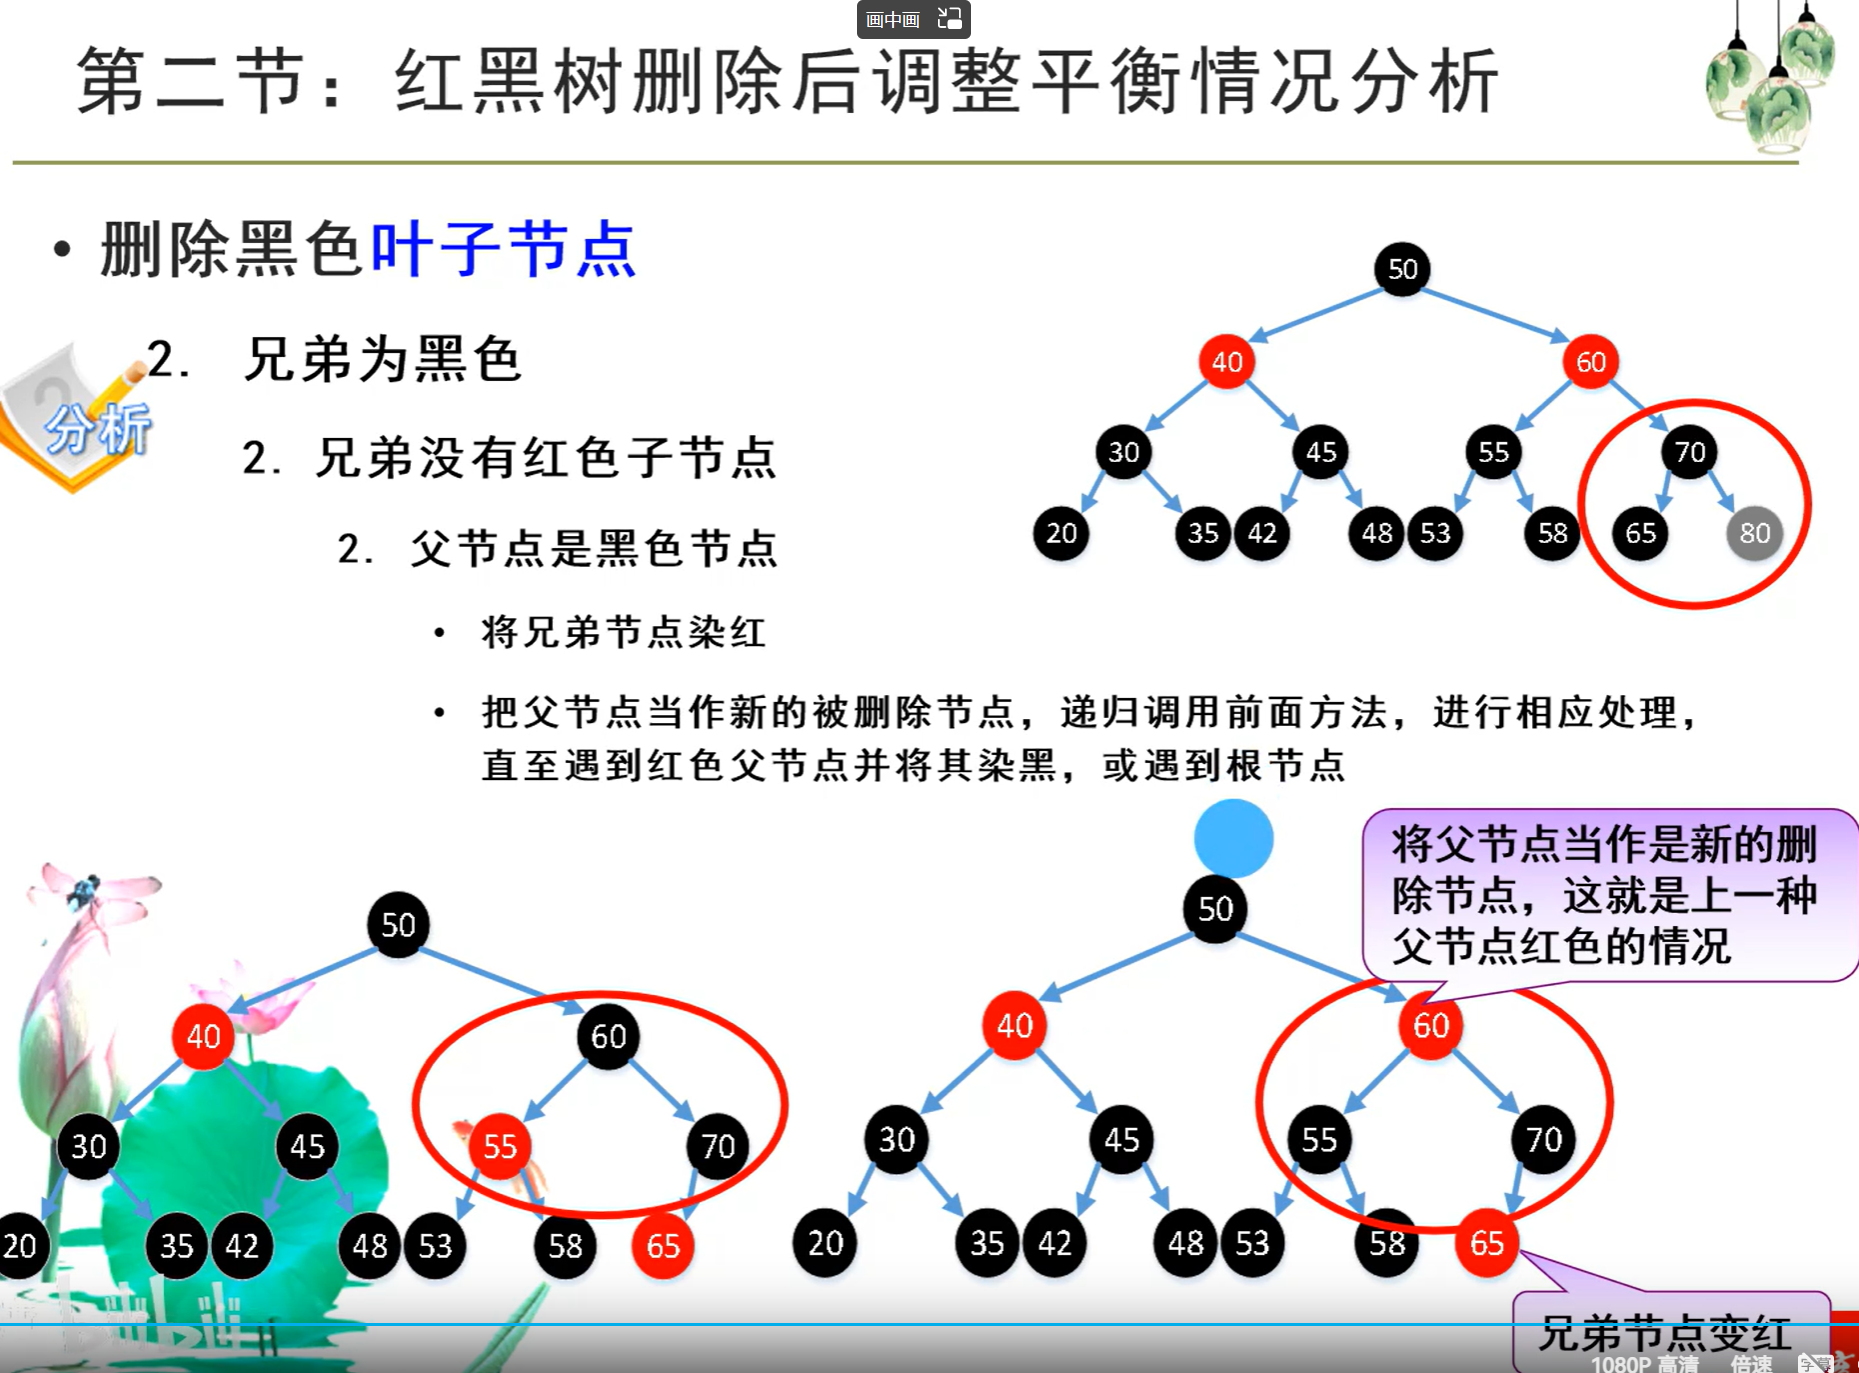 画中画
第二节：红黑树删除后调整平衡情况分析
• 删除黑色叶子节点
2. 兄弟为黑色
分析
2. 兄弟没有红色子节点
2. 父节点是黑色节点
• 将兄弟节点染红
• 把父节点当作新的被删除节点，递归调用前面方法，进行相应处理，
直至遇到红色父节点并将其染黑，或遇到根节点
50
40 60
30 45 55 70
20 35 42 48 53 58 65 80
50
40 60
30 45 55 70
20 35 42 48 53 58 65
50
40 60
30 45 55 70
20 35 42 48 53 58 65
将父节点当作是新的删
除节点，这就是上一种
父节点红色的情况
兄弟节点变红
1080P 高清 倍速 字幕